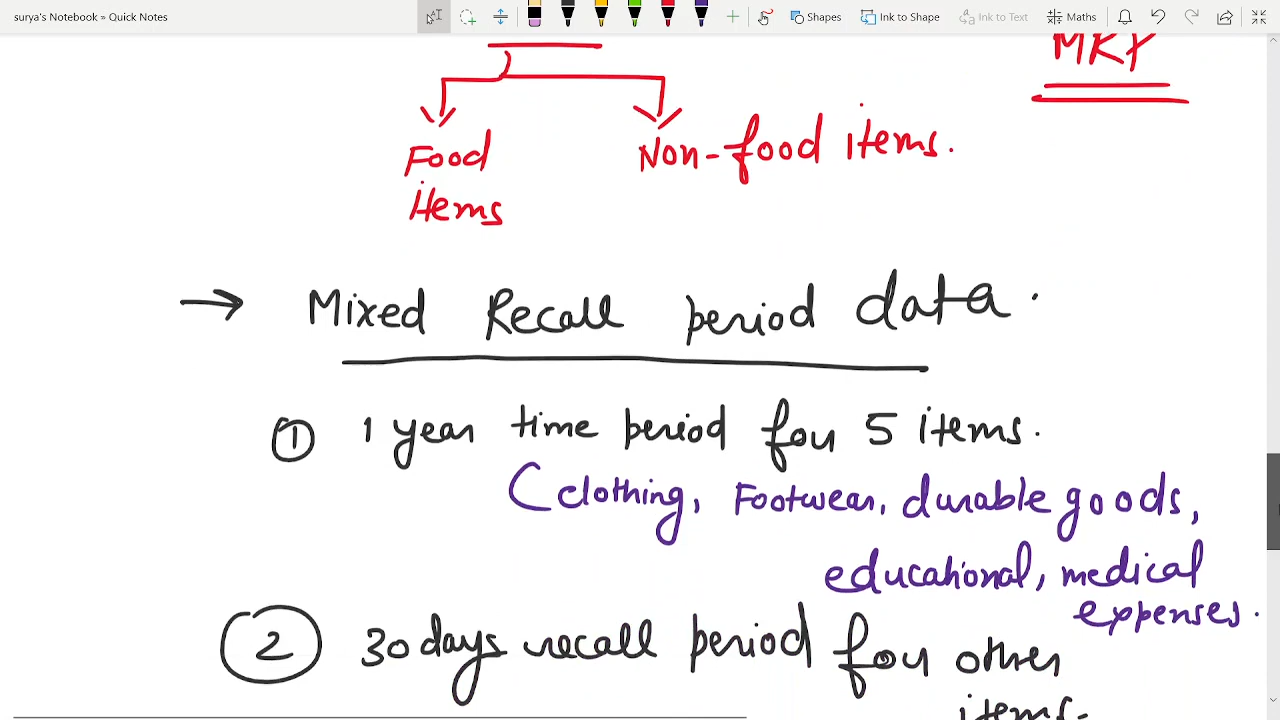 surya's Notebook » Quick Notes
Shapes Ink to Shape Ink to Text Maths
MRP
Food Non-food items.
items
→ Mixed Recall period data.
① 1 year time period for 5 items.
(clothing, Footwear, durable goods,
educational, medical
expenses.
② 30 days recall period for other
items.